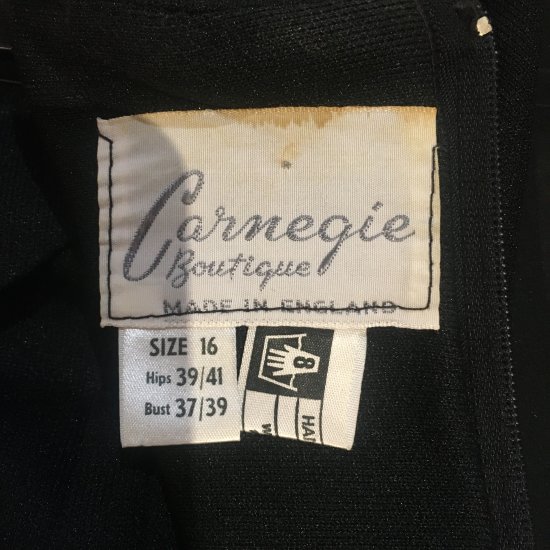 Carnegie
Boutique
MADE IN ENGLAND
SIZE 16
Hips 39/41
Bust 37/39
8